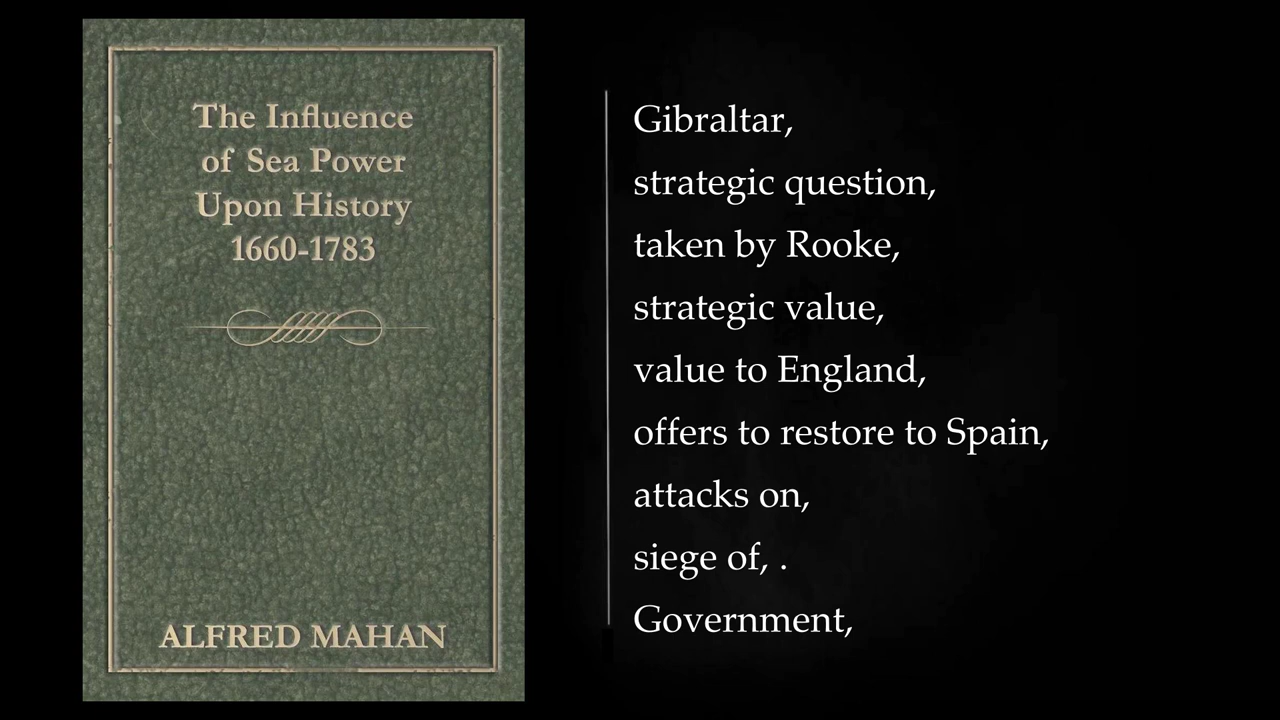 The Influence
of Sea Power
Upon History
1660-1783
ALFRED MAHAN
Gibraltar,
strategic question,
taken by Rooke,
strategic value,
value to England,
offers to restore to Spain,
attacks on,
siege of, .
Government,